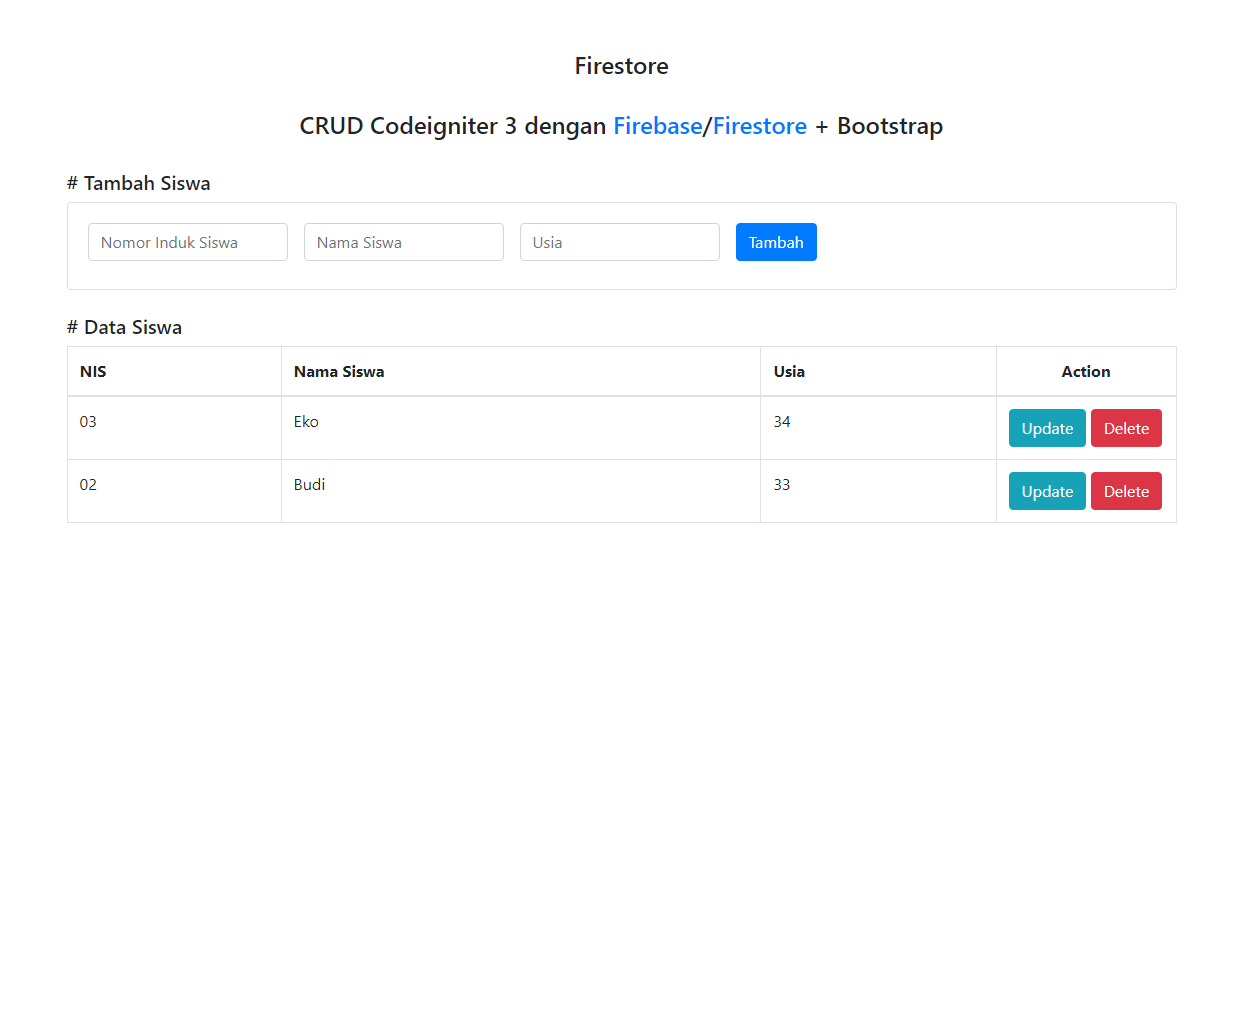 Firestore
CRUD Codeigniter 3 dengan Firebase/Firestore + Bootstrap
# Tambah Siswa
Nomor Induk Siswa Nama Siswa Usia Tambah
# Data Siswa
NIS Nama Siswa Usia Action
03 Eko 34 Update Delete
02 Budi 33 Update Delete